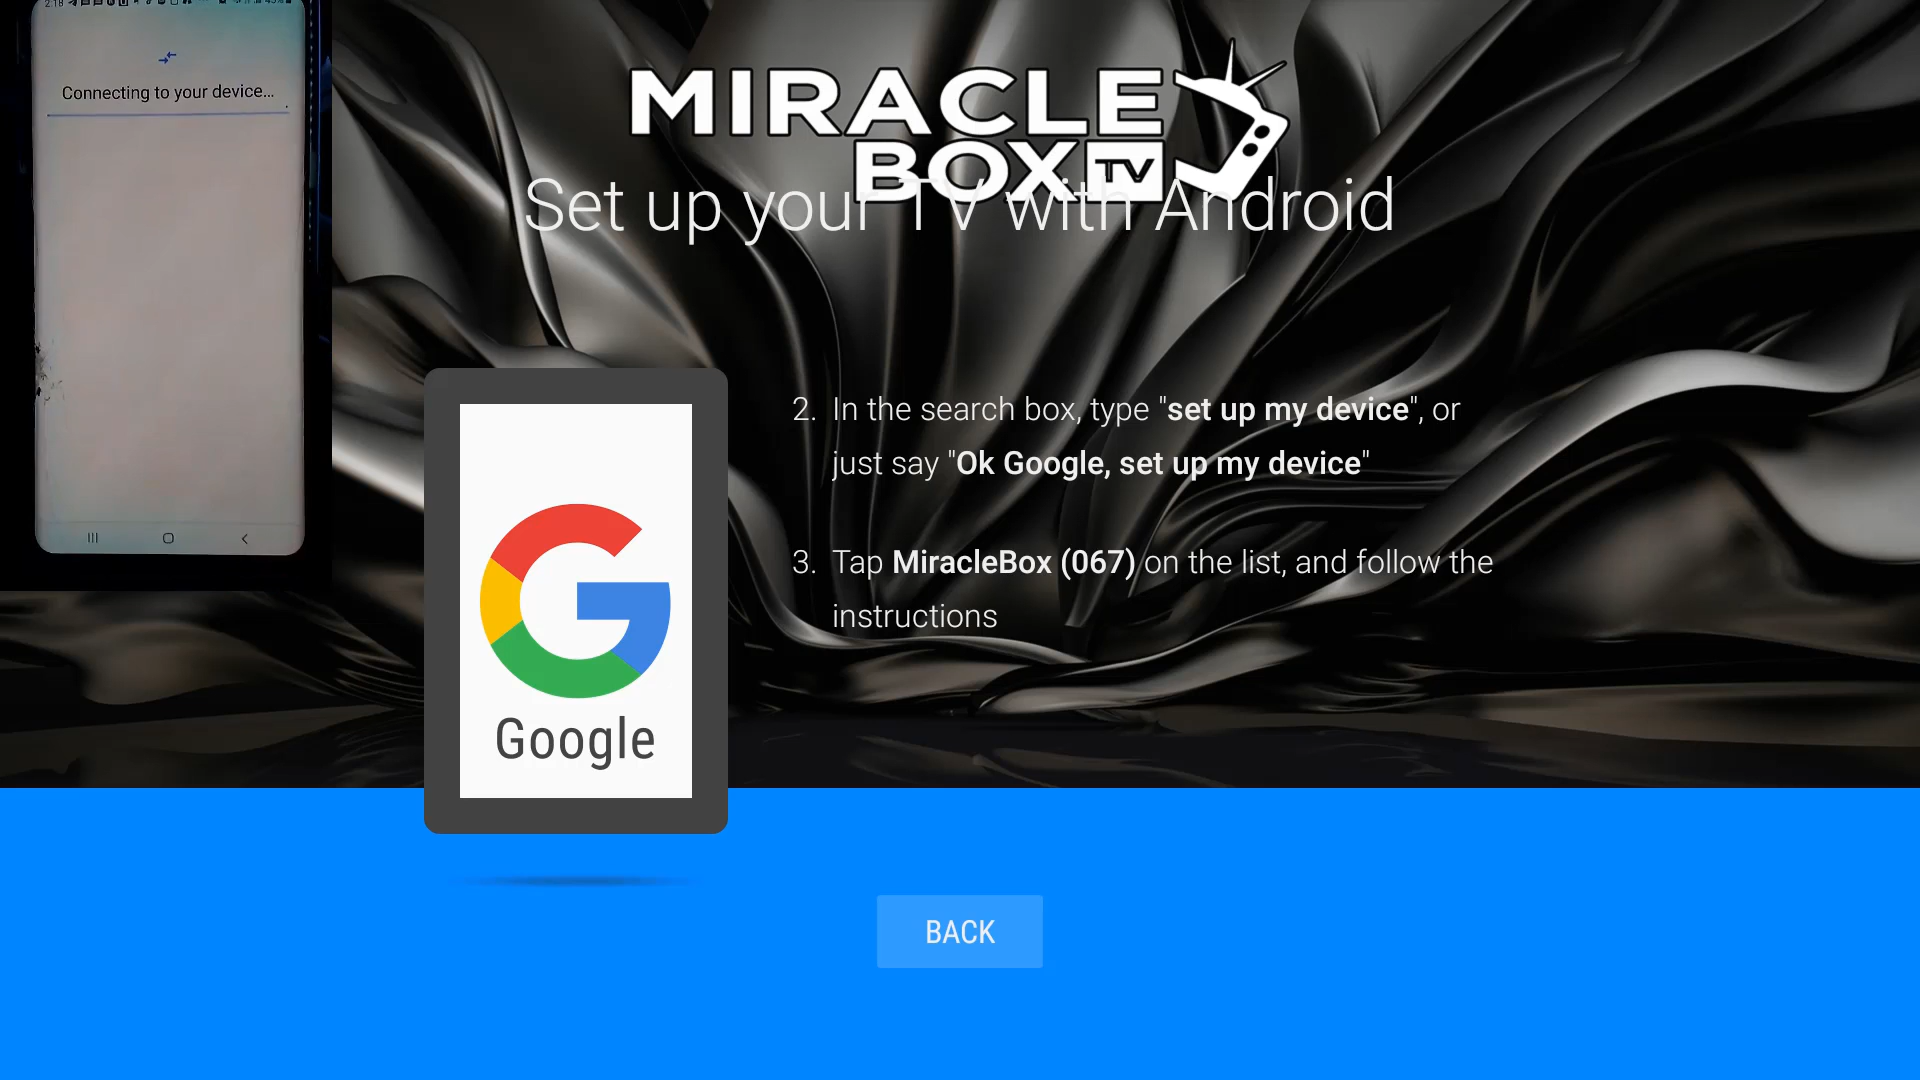 2:18
Connecting to your device...
MIRACLE
BOX TV
Set up your TV with Android
2. In the search box, type "set up my device", or
just say "Ok Google, set up my device"
3. Tap MiracleBox (067) on the list, and follow the
instructions
Google
BACK